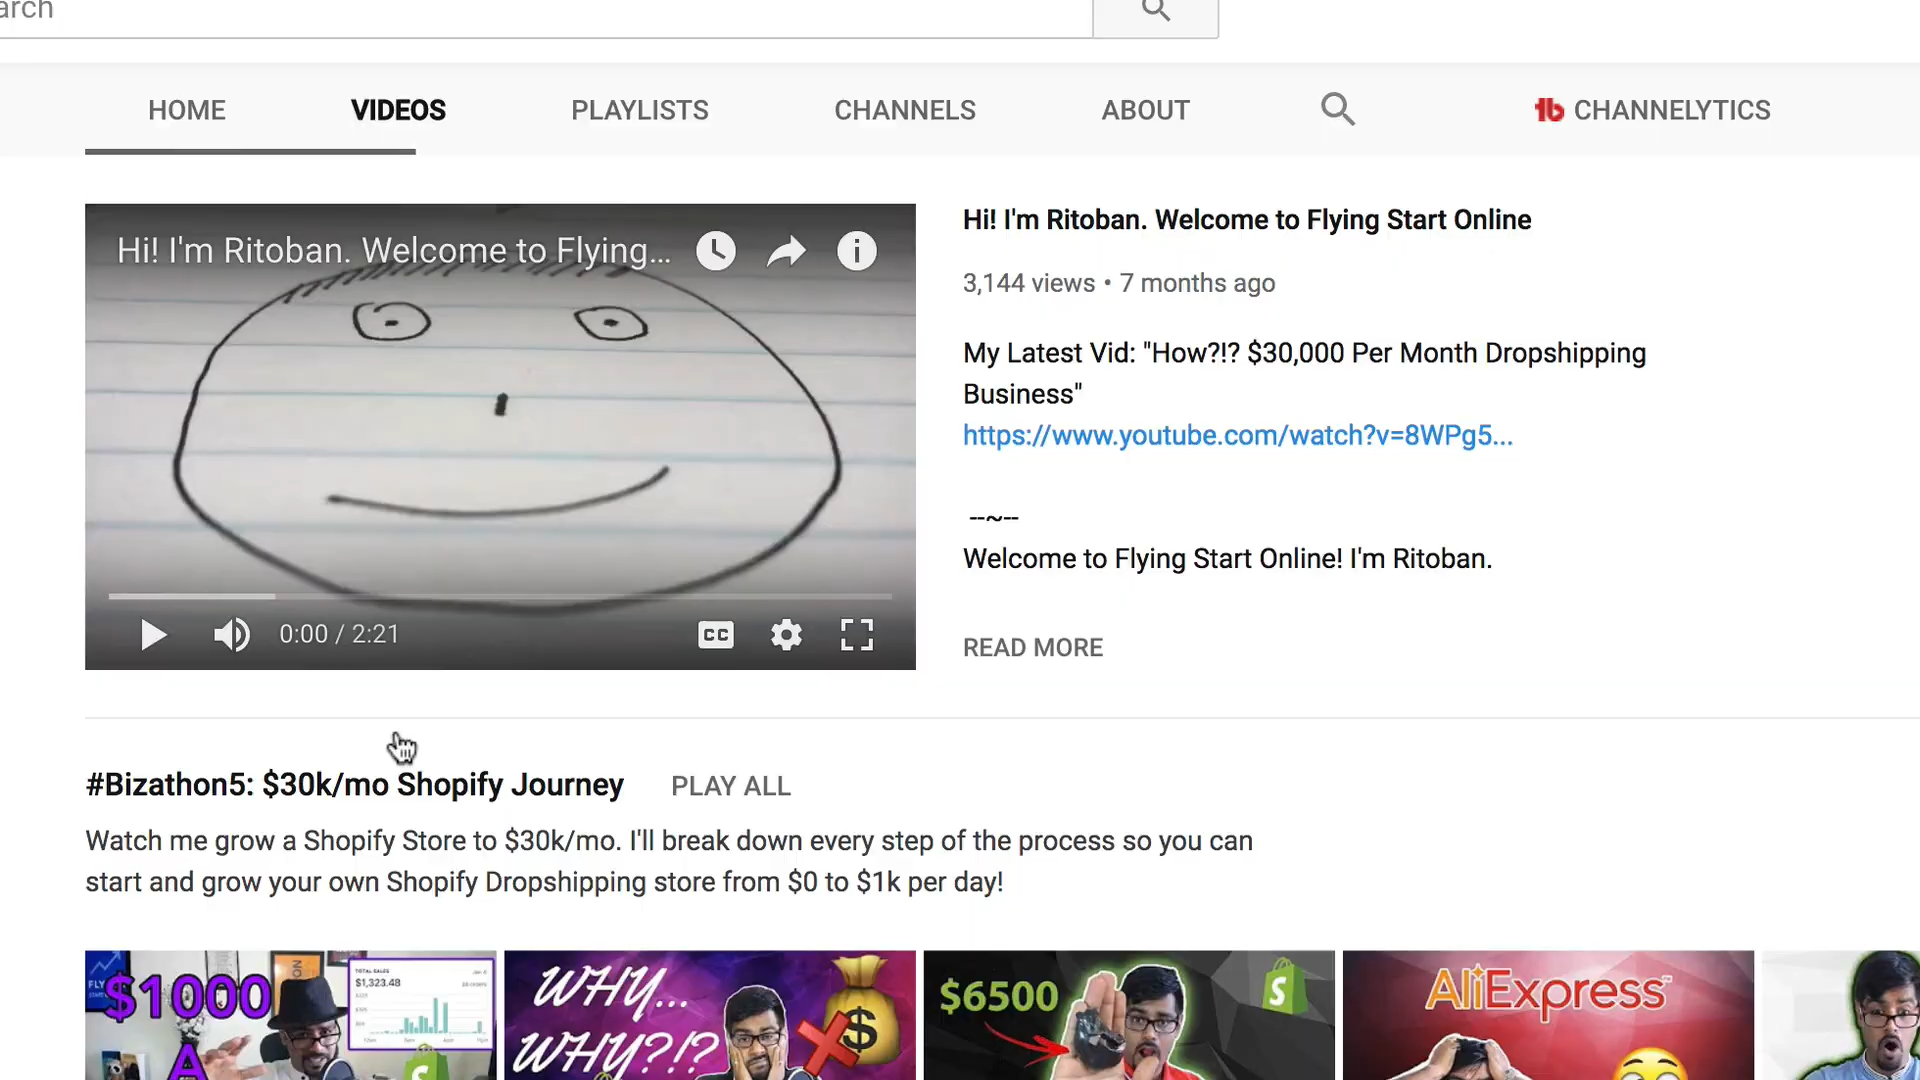 arch
HOME VIDEOS PLAYLISTS CHANNELS ABOUT CHANNELYTICS
Hi! I'm Ritoban. Welcome to Flying...
0:00 / 2:21
CC
Hi! I'm Ritoban. Welcome to Flying Start Online
3,144 views • 7 months ago
My Latest Vid: "How?!? $30,000 Per Month Dropshipping
Business"
https://www.youtube.com/watch?v=8WPg5...
--~--
Welcome to Flying Start Online! I'm Ritoban.
READ MORE
#Bizathon5: $30k/mo Shopify Journey PLAY ALL
Watch me grow a Shopify Store to $30k/mo. I'll break down every step of the process so you can
start and grow your own Shopify Dropshipping store from $0 to $1k per day!
$1000
A
TOTAL SALES
$1,323.48
WHY...
WHY?!?
$
$6500
S
AliExpress